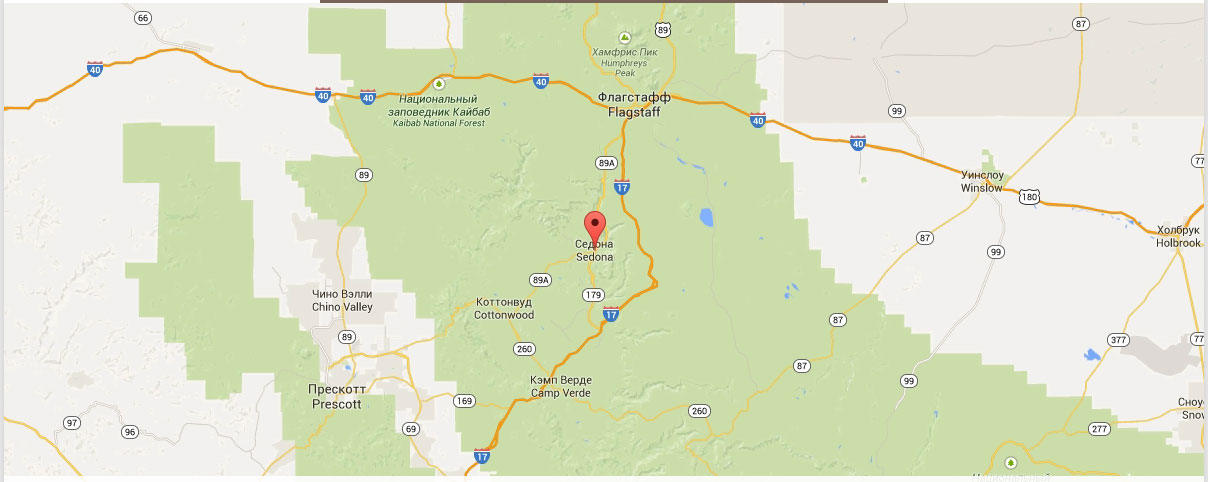 66
89
87
Хамфрис Пик
Humphreys
Peak
40
40
40
40
Национальный
заповедник Кайбаб
Kaibab National Forest
Флагстафф
Flagstaff
99
40
40
89A
77
89
17
Уинслоу
Winslow
180
Седона
Sedona
87
Холбрук
Holbrook
99
89A
179
Чино Вэлли
Chino Valley
Коттонвуд
Cottonwood
17
87
89
260
377
77
87
Кэмп Верде
Camp Verde
99
Прескотт
Prescott
169
260
Сноу
Snow
97
96
69
277
17